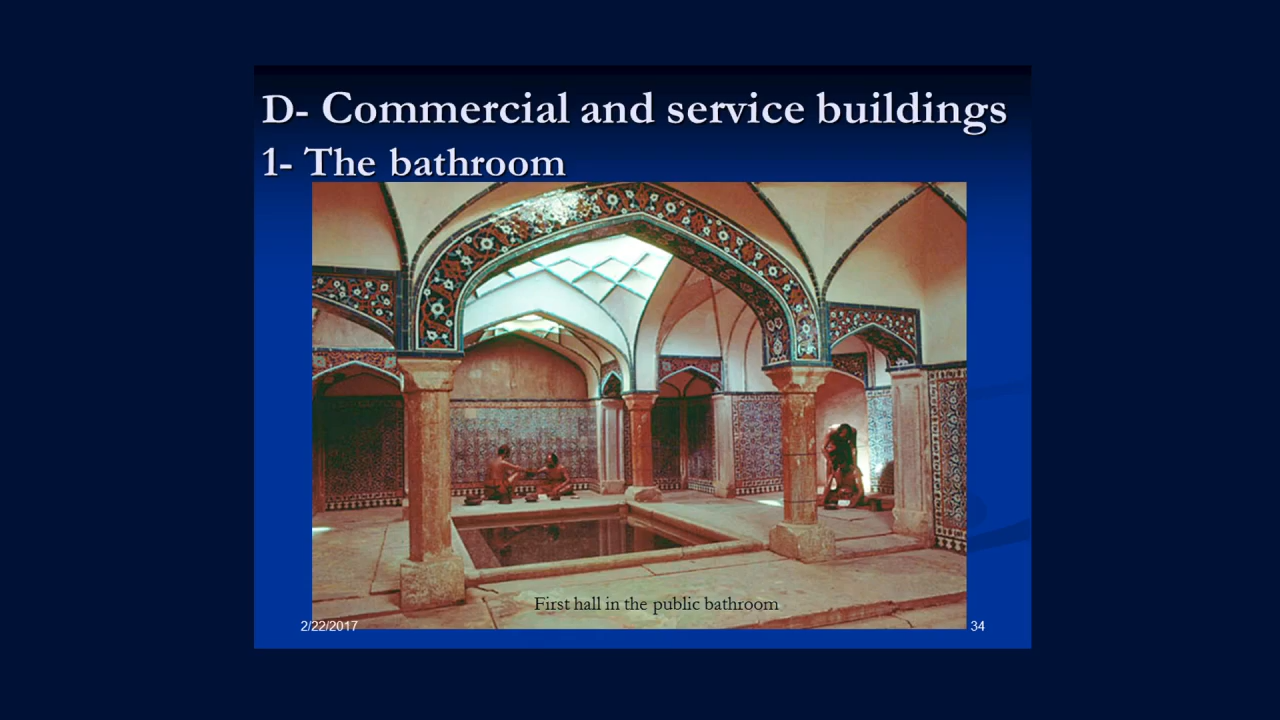 D- Commercial and service buildings
1- The bathroom
First hall in the public bathroom
2/22/2017
34